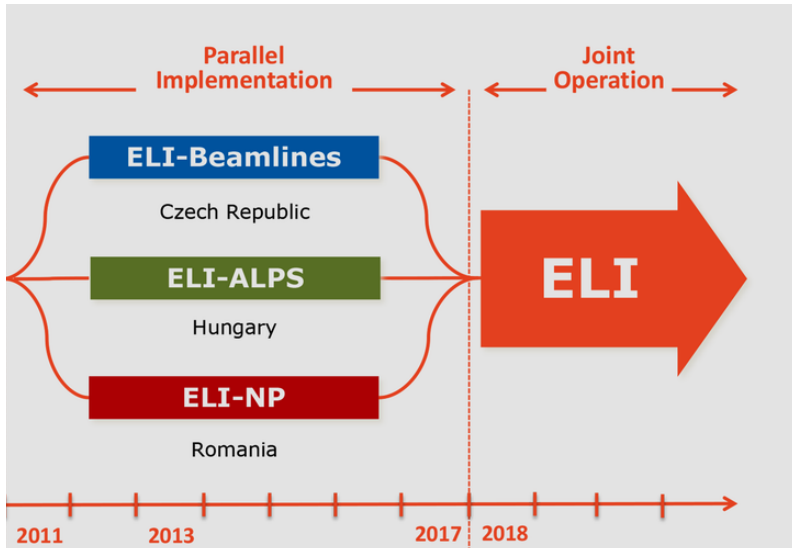 Parallel
Implementation
Joint
Operation
ELI-Beamlines
Czech Republic
ELI-ALPS
Hungary
ELI-NP
Romania
ELI
2011 2013 2017 2018